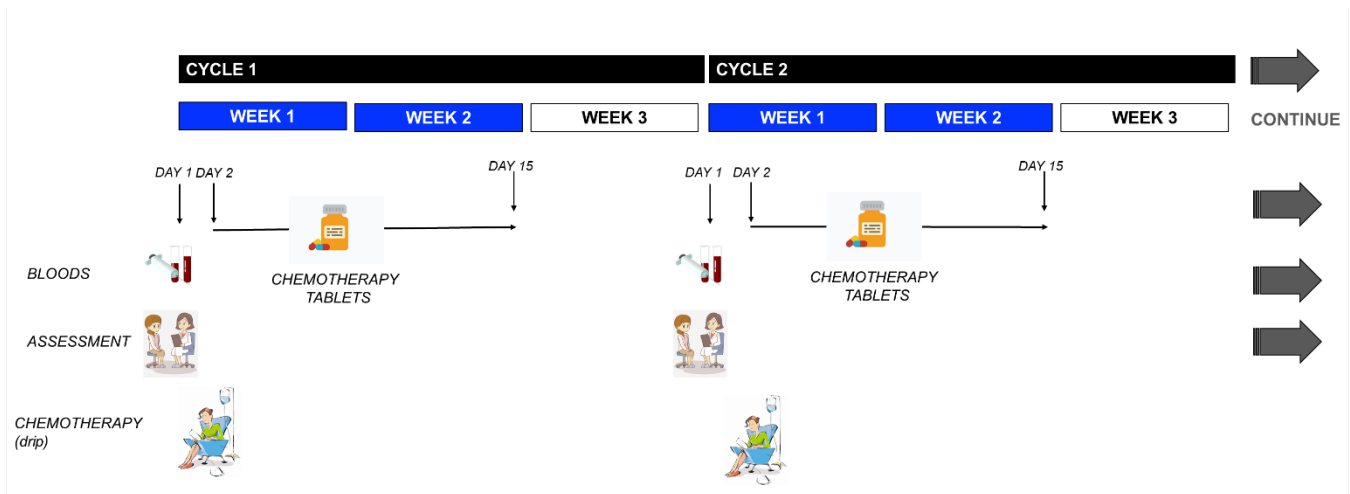 CYCLE 1 CYCLE 2
WEEK 1 WEEK 2 WEEK 3 WEEK 1 WEEK 2 WEEK 3 CONTINUE
DAY 1 DAY 2 DAY 15 DAY 1 DAY 2 DAY 15
BLOODS
CHEMOTHERAPY
TABLETS
CHEMOTHERAPY
TABLETS
ASSESSMENT
CHEMOTHERAPY
(drip)